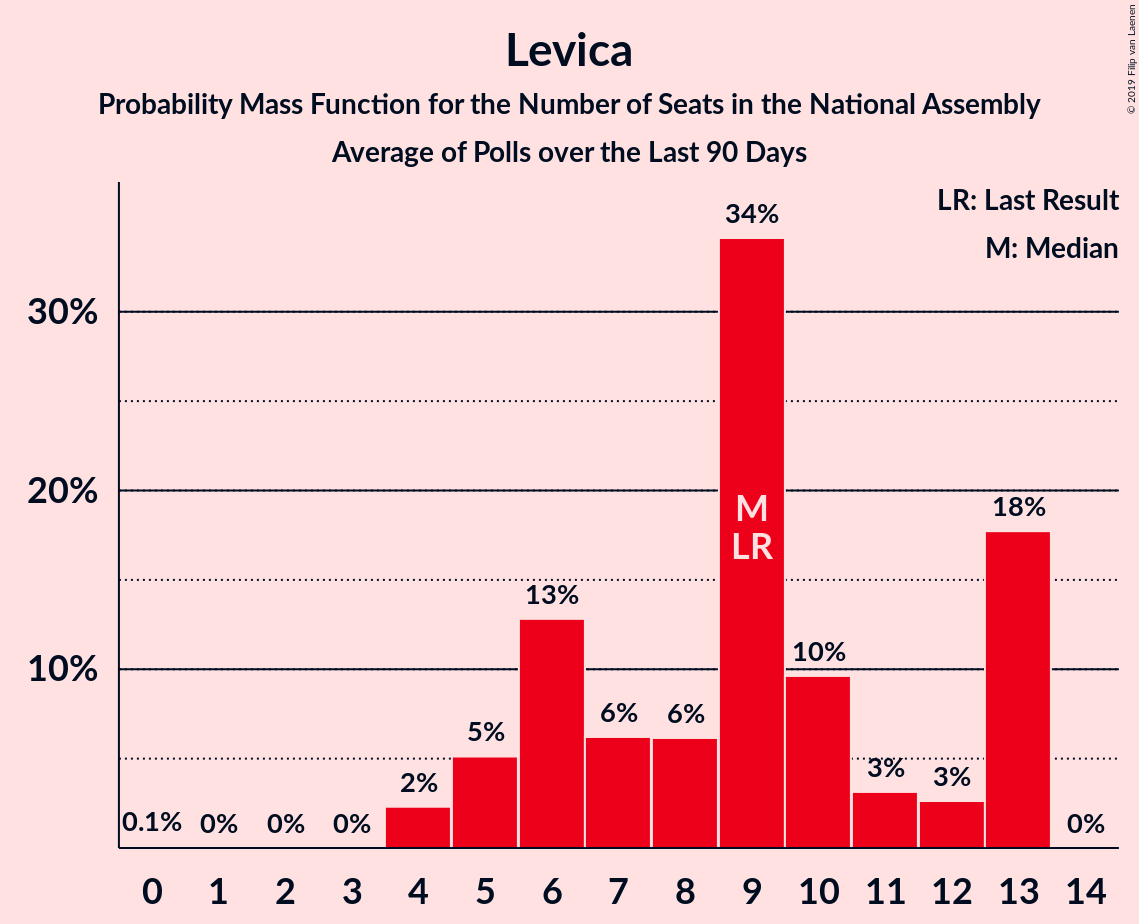 Levica
Probability Mass Function for the Number of Seats in the National Assembly
Average of Polls over the Last 90 Days
© 2019 Filip van Laenen
LR: Last Result
M: Median
34%
30%
20%
18%
M
LR
13%
10%
10%
6%
6%
5%
3%
3%
2%
0.1%
0%
0%
0%
0%
0 1 2 3 4 5 6 7 8 9 10 11 12 13 14